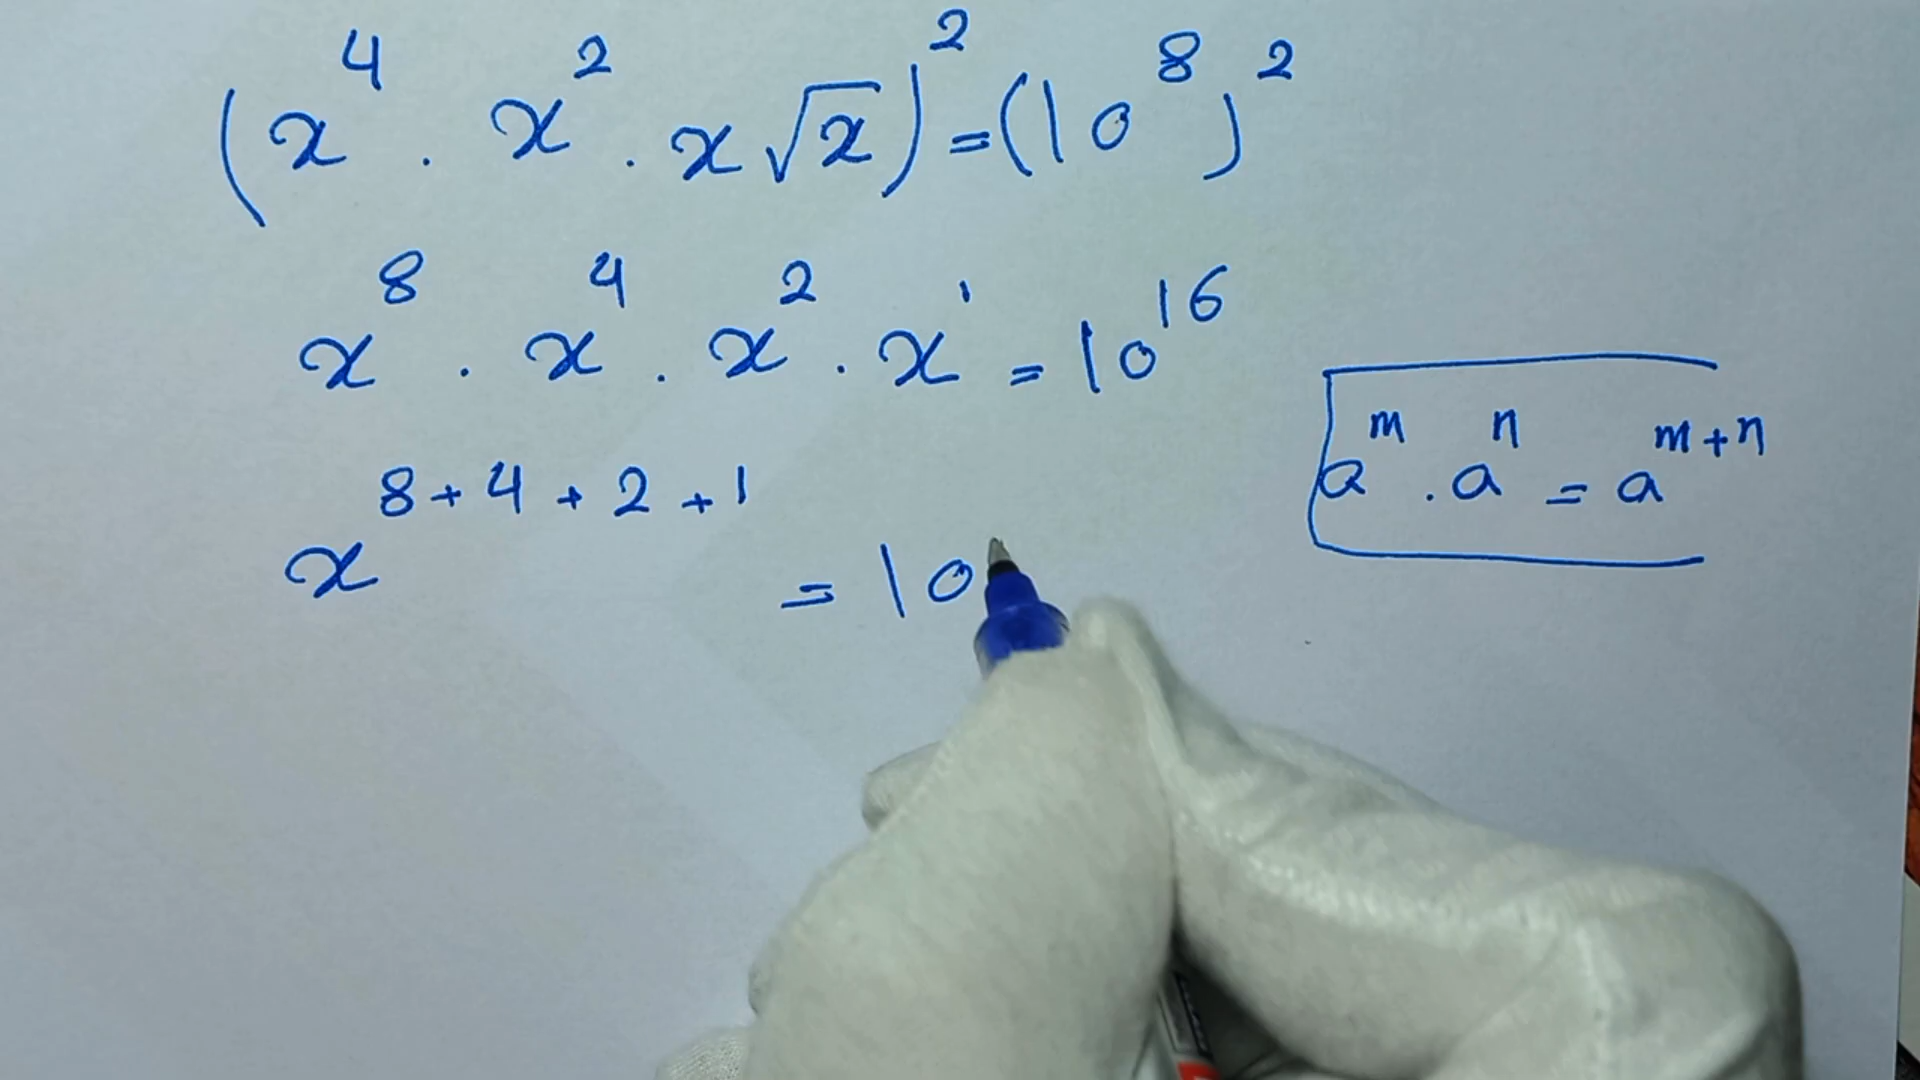 (x⁴ . x² . x√x)² = (10⁸)²
x⁸ . x⁴ . x² . x¹ = 10¹⁶
aᵐ . aⁿ = aᵐ⁺ⁿ
x⁸⁺⁴⁺²⁺¹ = 10